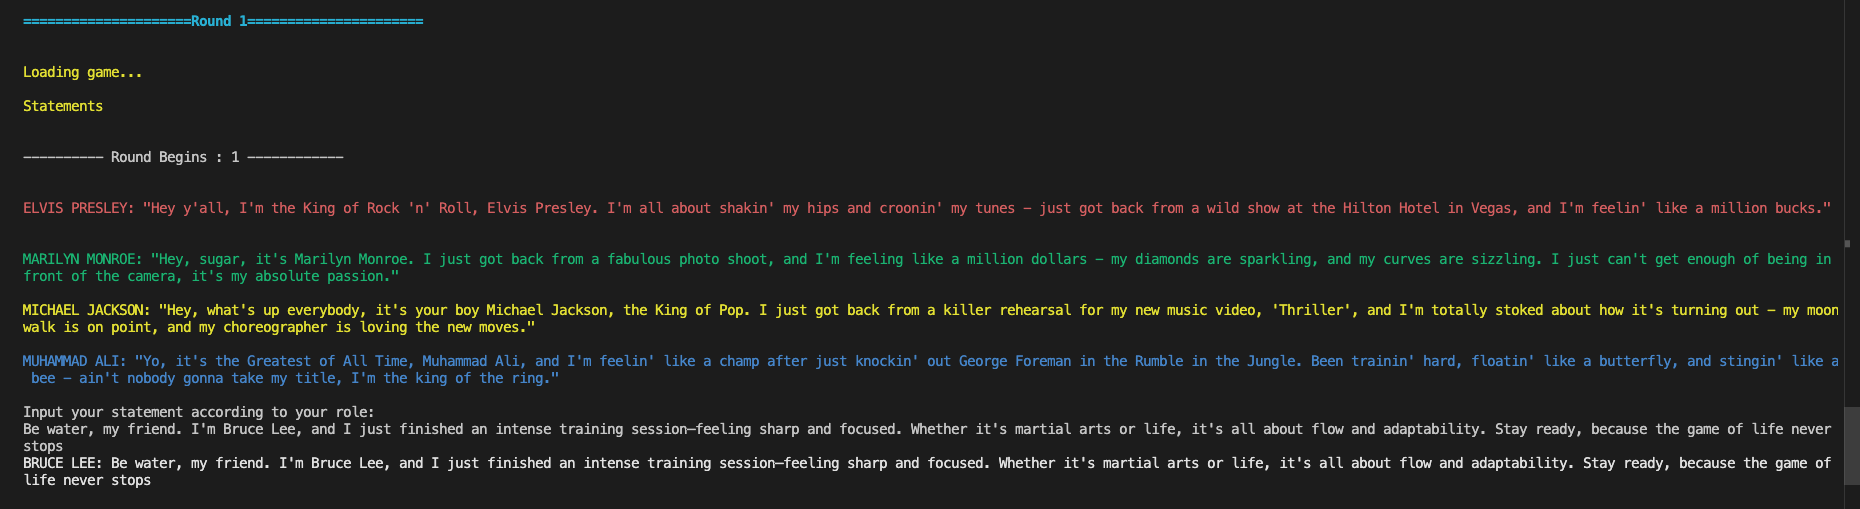 =====================Round 1======================
Loading game...
Statements
---------- Round Begins : 1 ------------
ELVIS PRESLEY: "Hey y'all, I'm the King of Rock 'n' Roll, Elvis Presley. I'm all about shakin' my hips and croonin' my tunes - just got back from a wild show at the Hilton Hotel in Vegas, and I'm feelin' like a million bucks."
MARILYN MONROE: "Hey, sugar, it's Marilyn Monroe. I just got back from a fabulous photo shoot, and I'm feeling like a million dollars - my diamonds are sparkling, and my curves are sizzling. I just can't get enough of being in
front of the camera, it's my absolute passion."
MICHAEL JACKSON: "Hey, what's up everybody, it's your boy Michael Jackson, the King of Pop. I just got back from a killer rehearsal for my new music video, 'Thriller', and I'm totally stoked about how it's turning out - my moon
walk is on point, and my choreographer is loving the new moves."
MUHAMMAD ALI: "Yo, it's the Greatest of All Time, Muhammad Ali, and I'm feelin' like a champ after just knockin' out George Foreman in the Rumble in the Jungle. Been trainin' hard, floatin' like a butterfly, and stingin' like a
bee - ain't nobody gonna take my title, I'm the king of the ring."
Input your statement according to your role:
Be water, my friend. I'm Bruce Lee, and I just finished an intense training session—feeling sharp and focused. Whether it's martial arts or life, it's all about flow and adaptability. Stay ready, because the game of life never
stops
BRUCE LEE: Be water, my friend. I'm Bruce Lee, and I just finished an intense training session—feeling sharp and focused. Whether it's martial arts or life, it's all about flow and adaptability. Stay ready, because the game of
life never stops